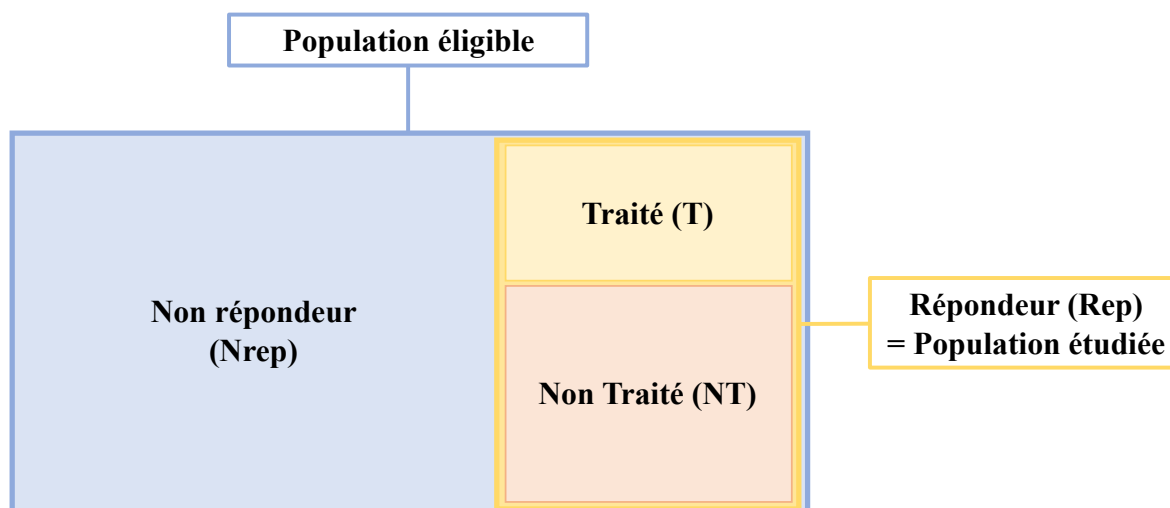 Population éligible
Traité (T)
Non répondeur
(Nrep)
Répondeur (Rep)
= Population étudiée
Non Traité (NT)